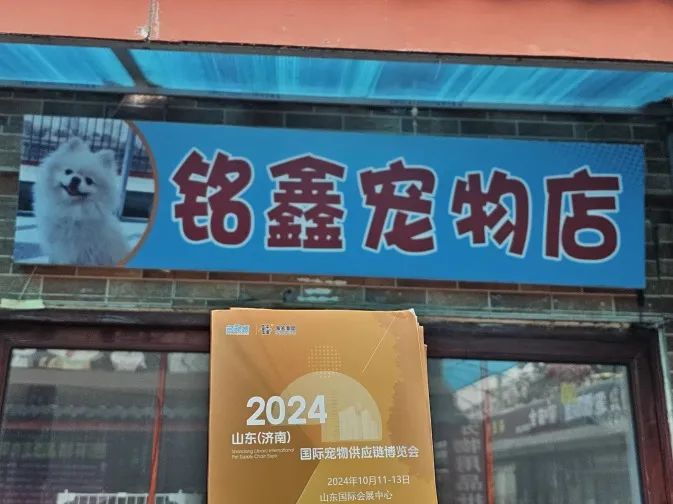 铭鑫宠物店
2024
山东(济南)
国际宠物供应链博览会
2024年10月11-13日
山东国际会展中心